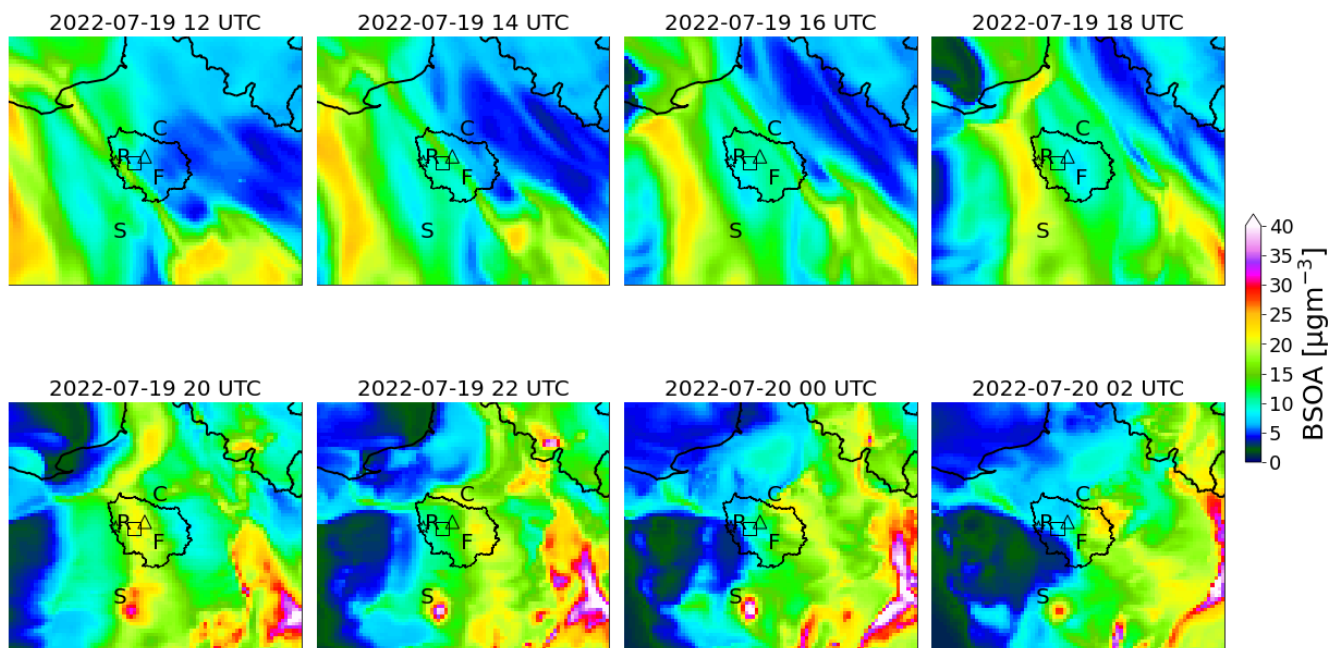 2022-07-19 12 UTC
2022-07-19 14 UTC
2022-07-19 16 UTC
2022-07-19 18 UTC
C
R
F
S
C
R
F
S
C
R
F
S
C
R
F
S
40
35
30
25
20
15
10
5
0
BSOA [µgm⁻³]
2022-07-19 20 UTC
2022-07-19 22 UTC
2022-07-20 00 UTC
2022-07-20 02 UTC
C
R
F
S
C
R
F
S
C
R
F
S
C
R
F
S